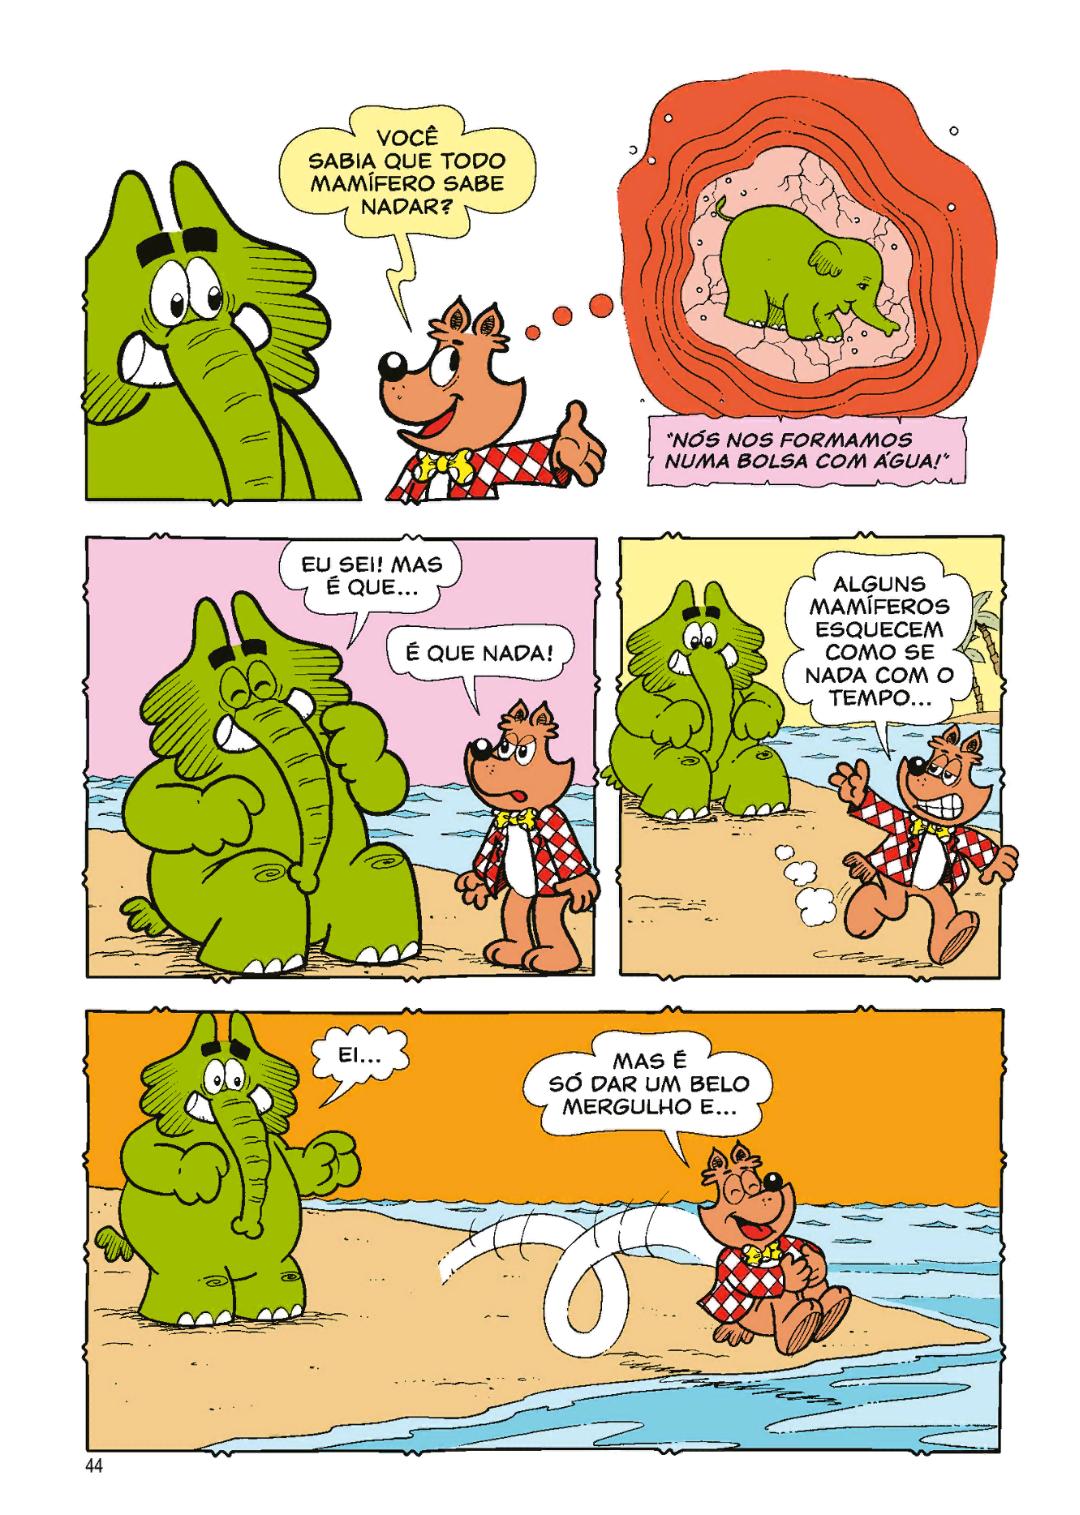 VOCÊ
SABIA QUE TODO
MAMÍFERO SABE
NADAR?
"NÓS NOS FORMAMOS
NUMA BOLSA COM ÁGUA!"
EU SEI! MAS
É QUE...
É QUE NADA!
ALGUNS
MAMÍFEROS
ESQUECEM
COMO SE
NADA COM O
TEMPO...
EI...
MAS É
SÓ DAR UM BELO
MERGULHO E...
44